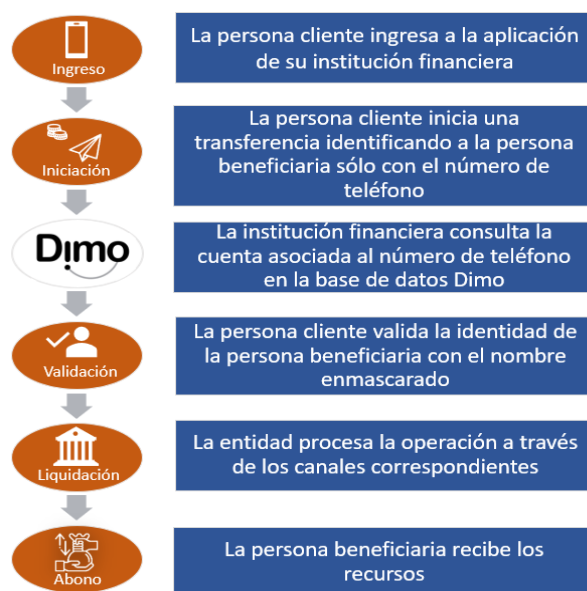 Ingreso
La persona cliente ingresa a la aplicación
de su institución financiera
Iniciación
La persona cliente inicia una
transferencia identificando a la persona
beneficiaria sólo con el número de
teléfono
Dimo
La institución financiera consulta la
cuenta asociada al número de teléfono
en la base de datos Dimo
Validación
La persona cliente valida la identidad de
la persona beneficiaria con el nombre
enmascarado
Liquidación
La entidad procesa la operación a través
de los canales correspondientes
Abono
La persona beneficiaria recibe los
recursos